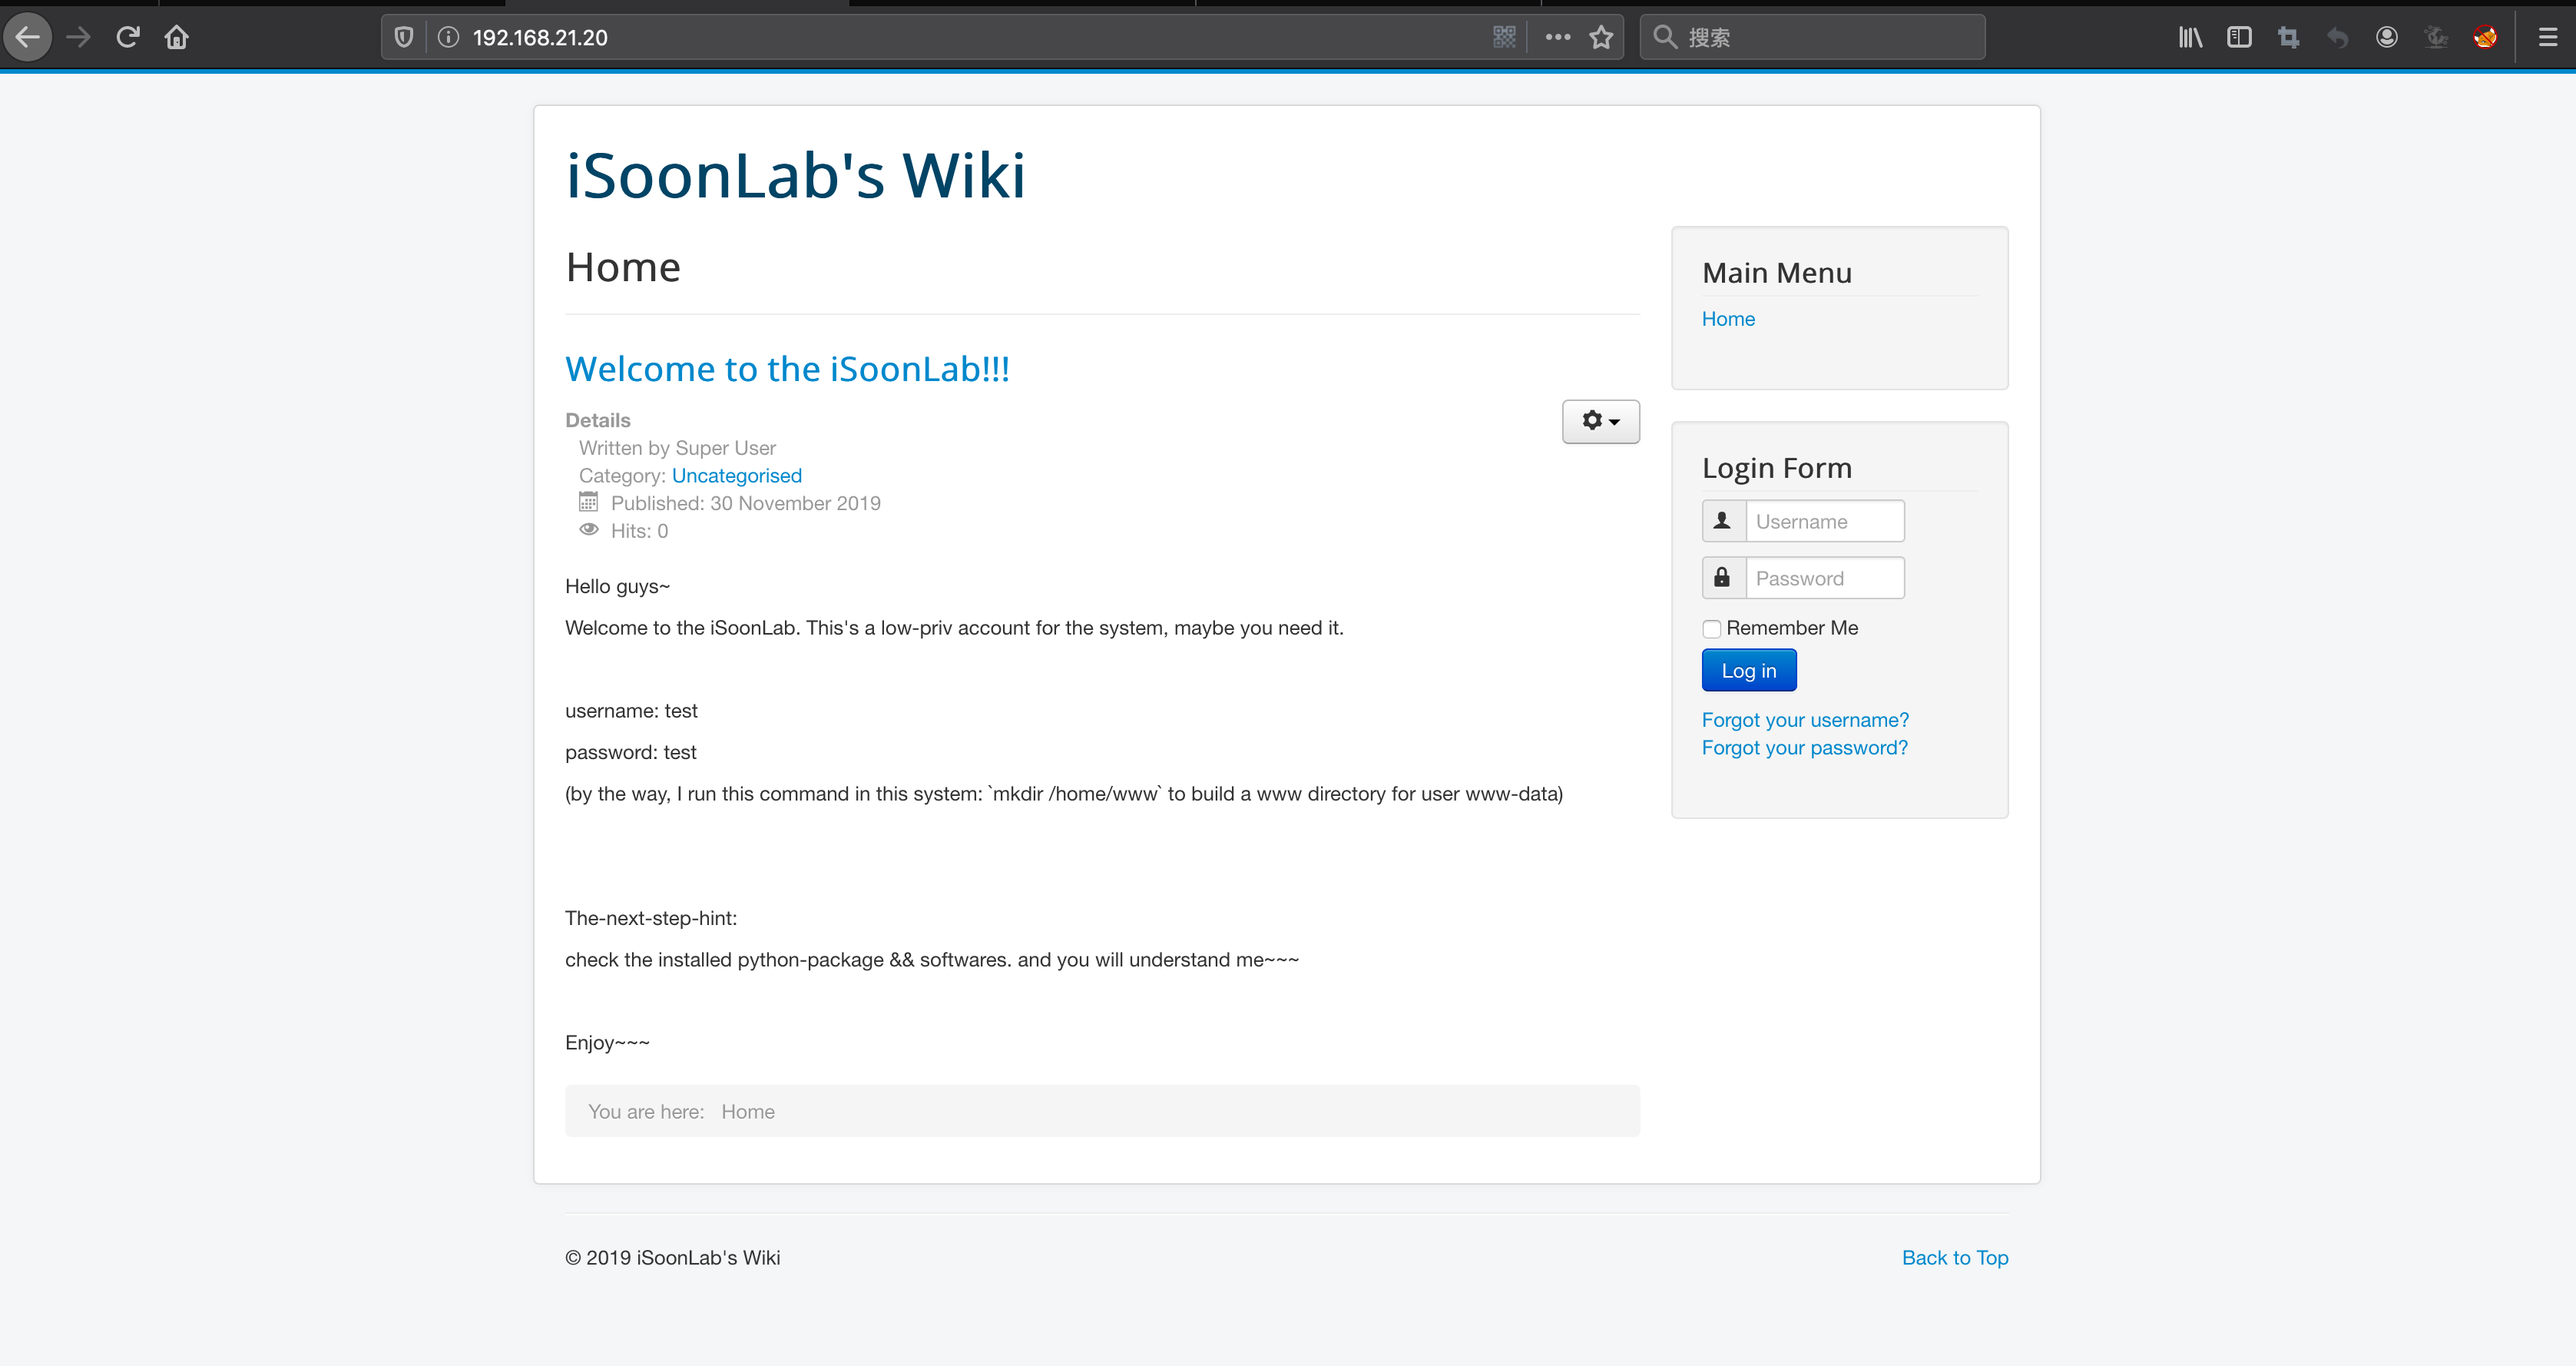 192.168.21.20
搜索
iSoonLab's Wiki
Home
Welcome to the iSoonLab!!!
Details
Written by Super User
Category: Uncategorised
Published: 30 November 2019
Hits: 0
Hello guys~
Welcome to the iSoonLab. This's a low-priv account for the system, maybe you need it.
username: test
password: test
(by the way, I run this command in this system: `mkdir /home/www` to build a www directory for user www-data)
The-next-step-hint:
check the installed python-package && softwares. and you will understand me~~~
Enjoy~~~
You are here: Home
Main Menu
Home
Login Form
Username
Password
Remember Me
Log in
Forgot your username?
Forgot your password?
© 2019 iSoonLab's Wiki
Back to Top